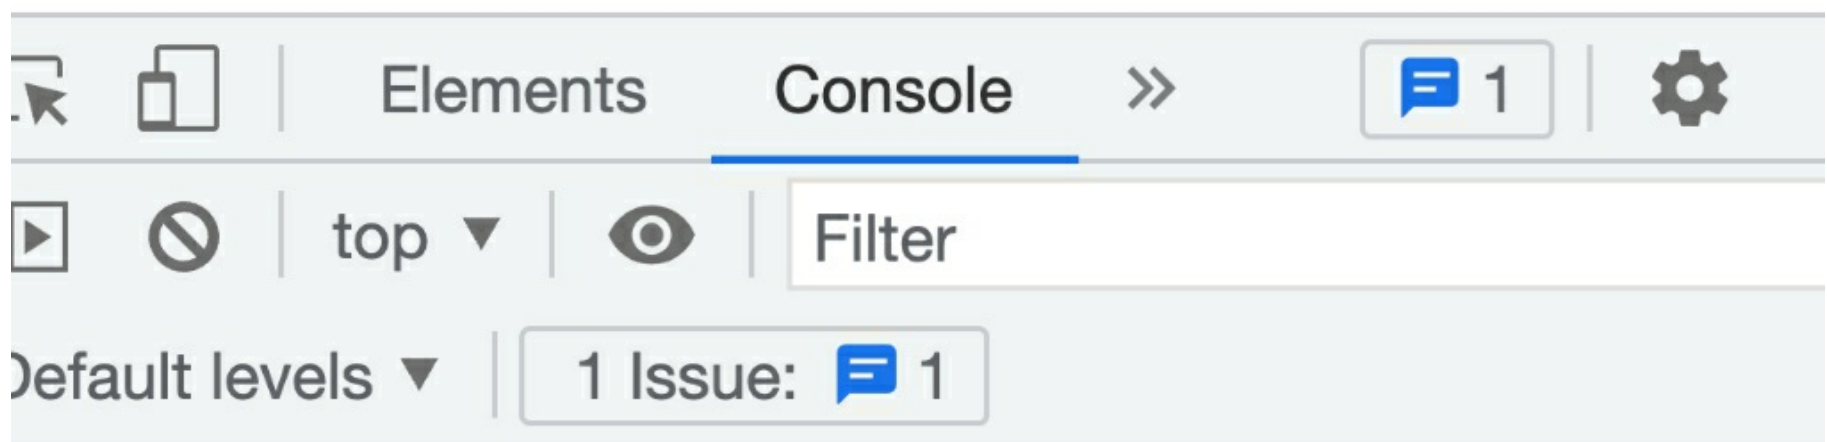 Elements Console 1
top Filter
Default levels 1 Issue: 1